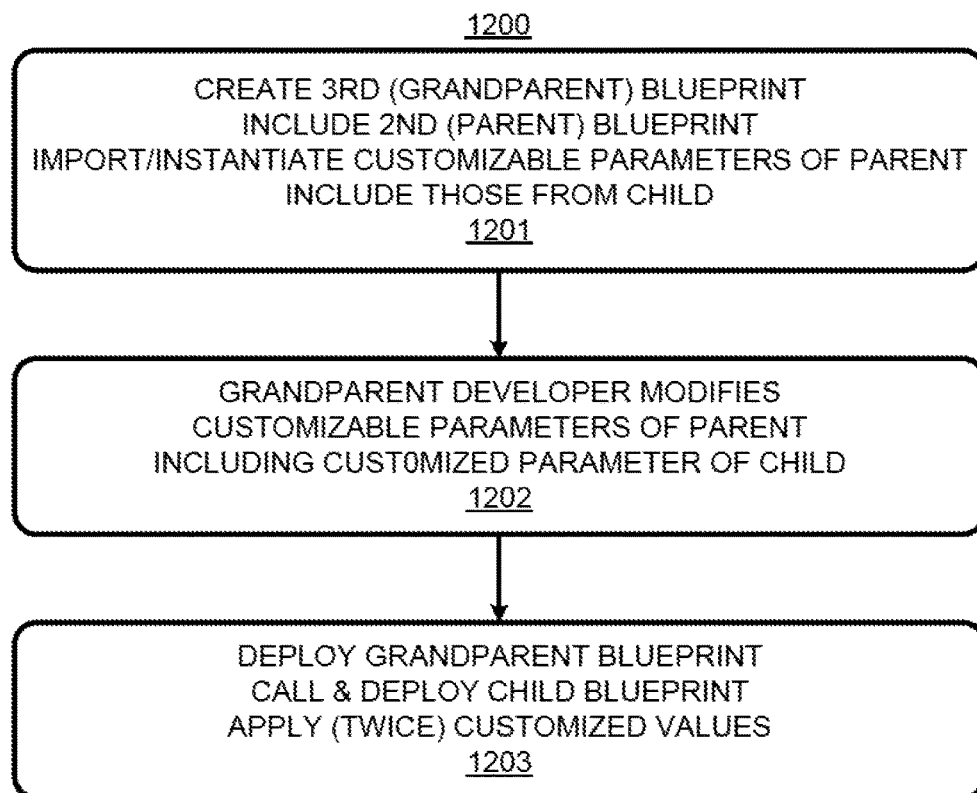 1200
CREATE 3RD (GRANDPARENT) BLUEPRINT
INCLUDE 2ND (PARENT) BLUEPRINT
IMPORT/INSTANTIATE CUSTOMIZABLE PARAMETERS OF PARENT
INCLUDE THOSE FROM CHILD
1201
GRANDPARENT DEVELOPER MODIFIES
CUSTOMIZABLE PARAMETERS OF PARENT
INCLUDING CUST0MIZED PARAMETER OF CHILD
1202
DEPLOY GRANDPARENT BLUEPRINT
CALL & DEPLOY CHILD BLUEPRINT
APPLY (TWICE) CUSTOMIZED VALUES
1203